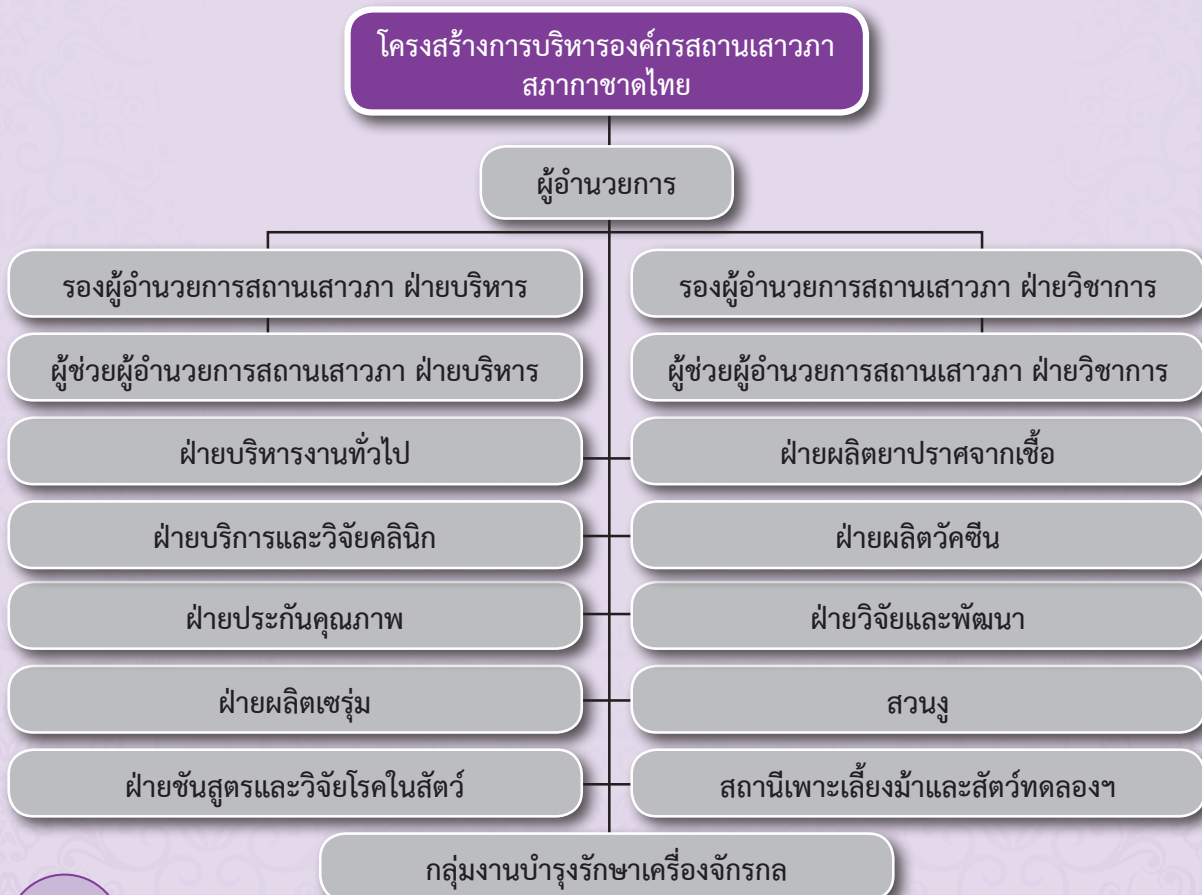 โครงสร้างการบริหารองค์กรสถานเสาวภา
สภากาชาดไทย
ผู้อำนวยการ
รองผู้อำนวยการสถานเสาวภา ฝ่ายบริหาร
รองผู้อำนวยการสถานเสาวภา ฝ่ายวิชาการ
ผู้ช่วยผู้อำนวยการสถานเสาวภา ฝ่ายบริหาร
ผู้ช่วยผู้อำนวยการสถานเสาวภา ฝ่ายวิชาการ
ฝ่ายบริหารงานทั่วไป
ฝ่ายผลิตยาปราศจากเชื้อ
ฝ่ายบริการและวิจัยคลินิก
ฝ่ายผลิตวัคซีน
ฝ่ายประกันคุณภาพ
ฝ่ายวิจัยและพัฒนา
ฝ่ายผลิตเซรุ่ม
สวนงู
ฝ่ายชันสูตรและวิจัยโรคในสัตว์
สถานีเพาะเลี้ยงม้าและสัตว์ทดลองฯ
กลุ่มงานบำรุงรักษาเครื่องจักรกล